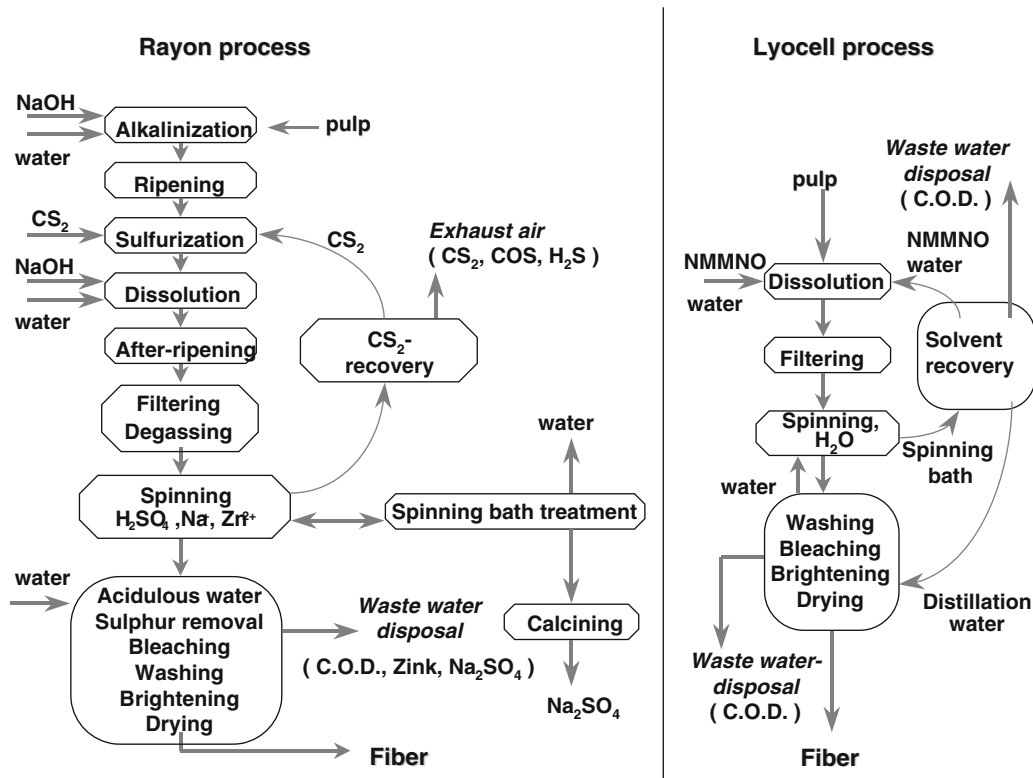 Rayon process
NaOH
water
Alkalinization
pulp
Ripening
CS₂
Sulfurization
CS₂
Exhaust air
( CS₂, COS, H₂S )
NaOH
water
Dissolution
After-ripening
CS₂-
recovery
Filtering
Degassing
water
Spinning
H₂SO₄ ,Na⁺, Zn²⁺
Spinning bath treatment
water
Acidulous water
Sulphur removal
Bleaching
Washing
Brightening
Drying
Waste water
disposal
( C.O.D., Zink, Na₂SO₄ )
Calcining
Na₂SO₄
Fiber
Lyocell process
Waste water
disposal
( C.O.D. )
pulp
NMMNO
water
Dissolution
NMMNO
water
Solvent
recovery
Filtering
Spinning,
H₂O
Spinning
bath
water
Washing
Bleaching
Brightening
Drying
Distillation
water
Waste water-
disposal
( C.O.D. )
Fiber